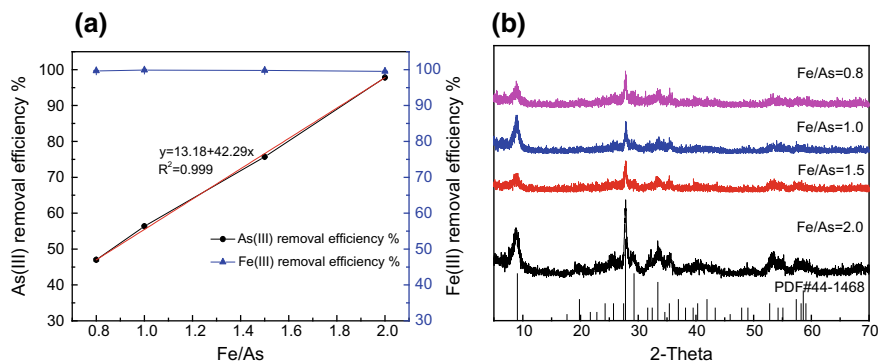 (a)
100
90
80
70
60
50
40
30
As(III) removal efficiency %
y=13.18+42.29x
R²=0.999
As(III) removal efficiency %
Fe(III) removal efficiency %
0.8 1.0 1.2 1.4 1.6 1.8 2.0
Fe/As
100
90
80
70
60
50
40
30
Fe(III) removal efficiency %
(b)
Fe/As=0.8
Fe/As=1.0
Fe/As=1.5
Fe/As=2.0
PDF#44-1468
10 20 30 40 50 60 70
2-Theta